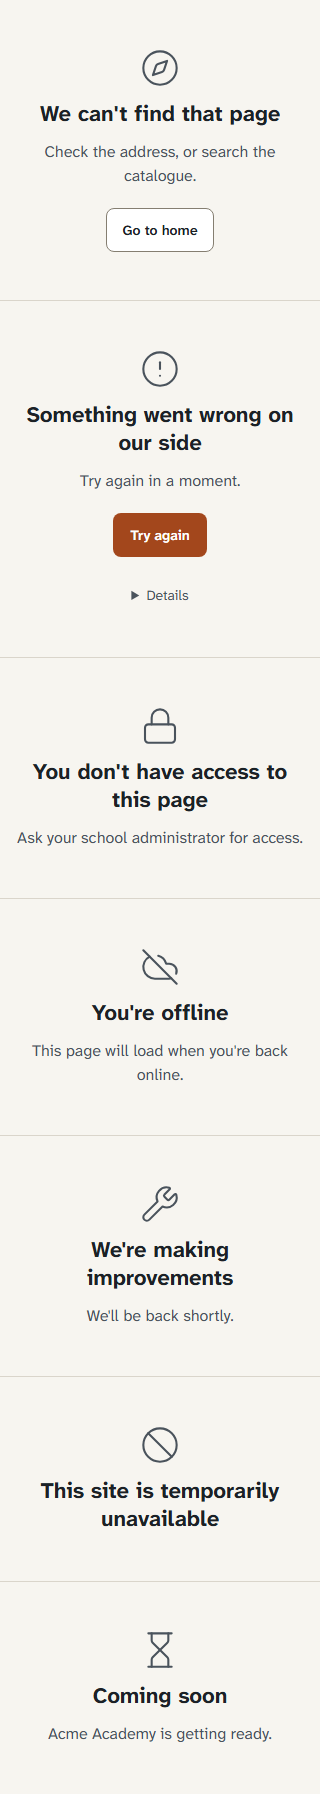 We can't find that page
Check the address, or search the
catalogue.
Go to home
Something went wrong on
our side
Try again in a moment.
Try again
Details
You don't have access to
this page
Ask your school administrator for access.
You're offline
This page will load when you're back
online.
We're making
improvements
We'll be back shortly.
This site is temporarily
unavailable
Coming soon
Acme Academy is getting ready.